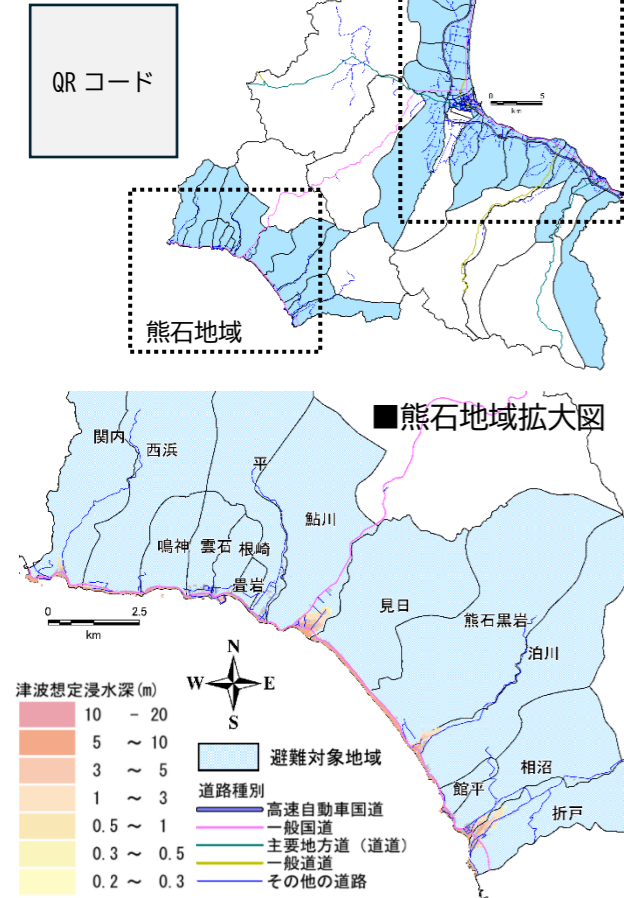 QR コード
0 5
km
熊石地域
■熊石地域拡大図
関内
西浜
平
鮎川
鳴神 雲石 根崎
畳岩
見日
熊石黒岩
泊川
0 2.5
km
N
W E
S
相沼
館平
折戸
津波想定浸水深(m)
10 - 20
5 ～ 10
3 ～ 5
1 ～ 3
0.5 ～ 1
0.3 ～ 0.5
0.2 ～ 0.3
避難対象地域
道路種別
高速自動車国道
一般国道
主要地方道（道道）
一般道道
その他の道路